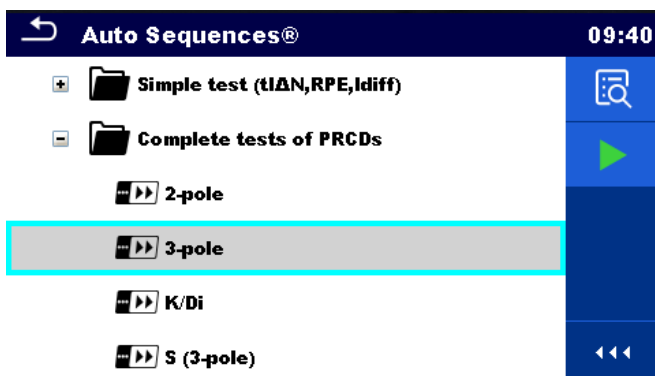 Auto Sequences®
09:40
Simple test (tIΔN,RPE,Idiff)
Complete tests of PRCDs
2-pole
3-pole
K/Di
S (3-pole)